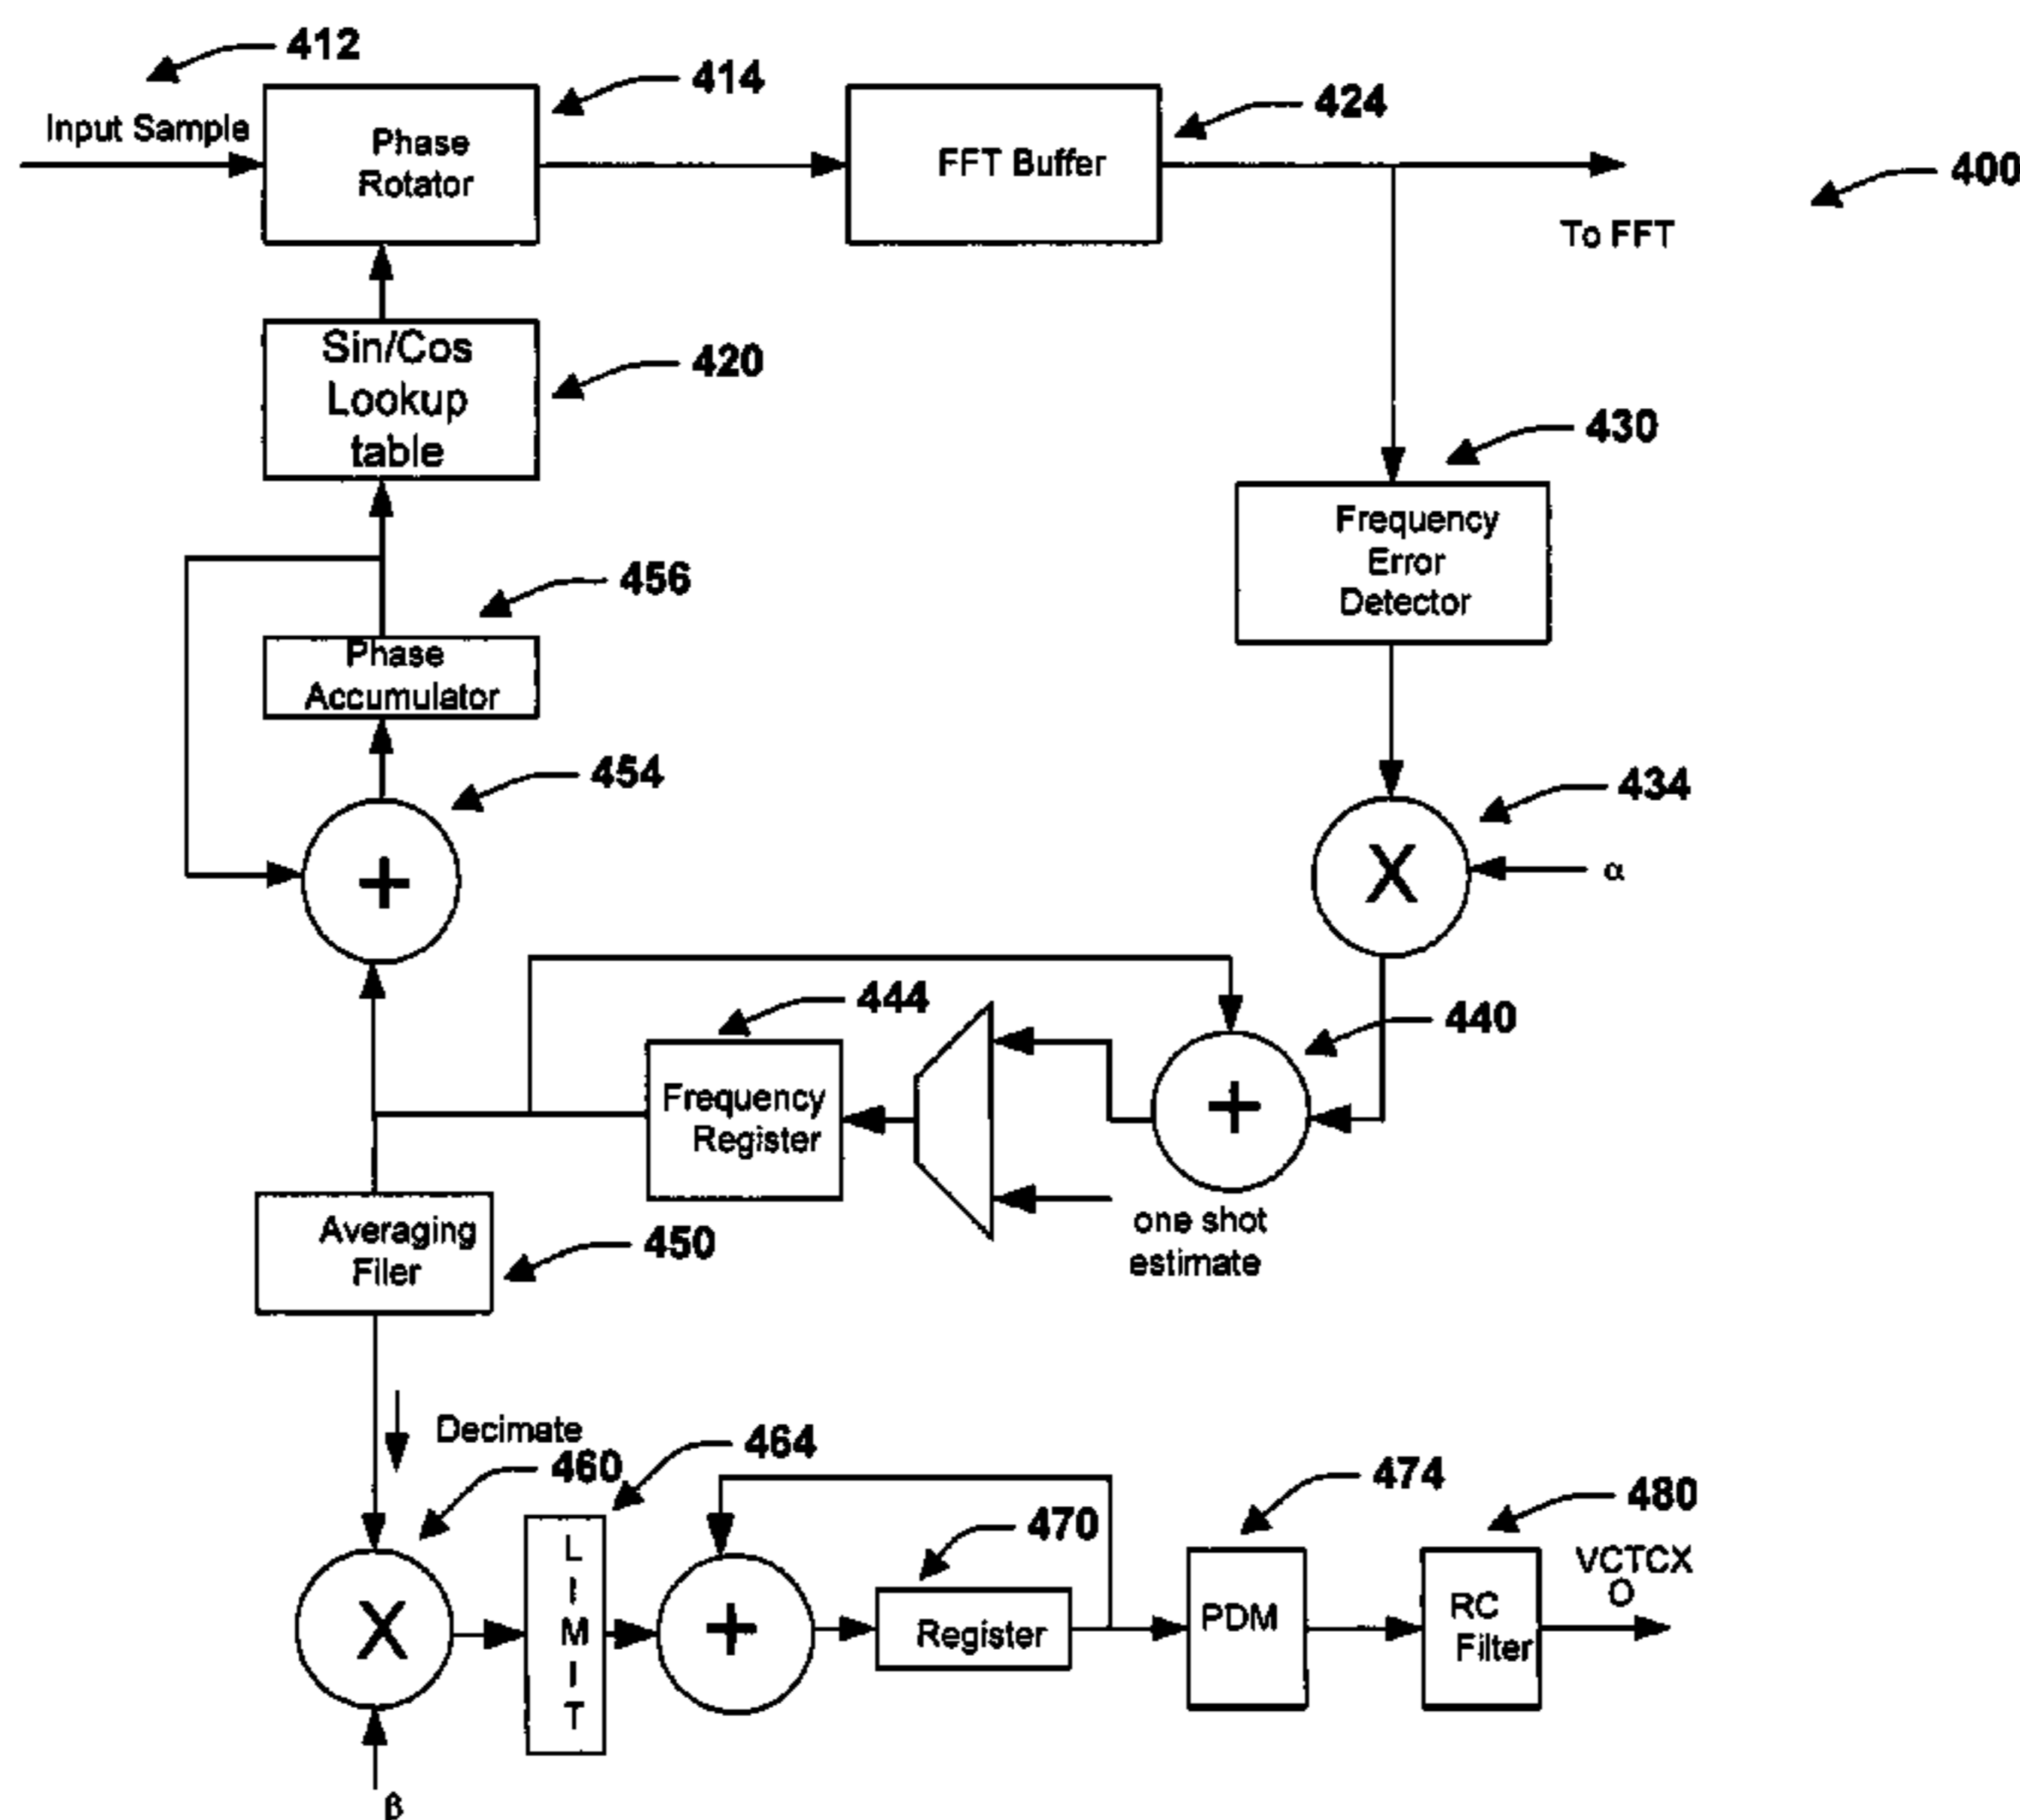 412
Input Sample
Phase
Rotator
414
FFT Buffer
424
400
To FFT
Sin/Cos
Lookup
table
420
430
Frequency
Error
Detector
456
Phase
Accumulator
454
+
434
X
α
444
Frequency
Register
440
+
one shot
estimate
Averaging
Filer
450
Decimate
460
464
X
β
L
I
M
I
T
+
470
Register
474
PDM
480
VCTCX
O
RC
Filter